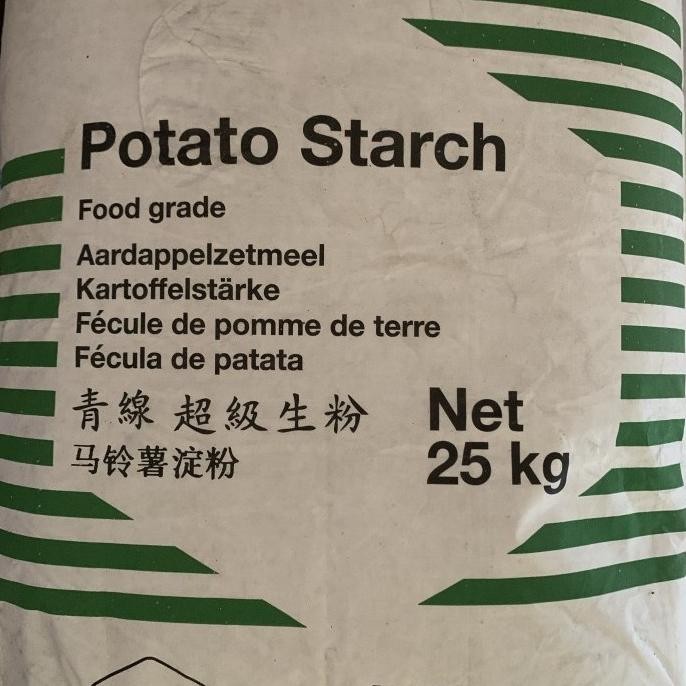 Potato Starch
Food grade
Aardappelzetmeel
Kartoffelstärke
Fécule de pomme de terre
Fécula de patata
青線 超級生粉
马铃薯淀粉
Net
25 kg